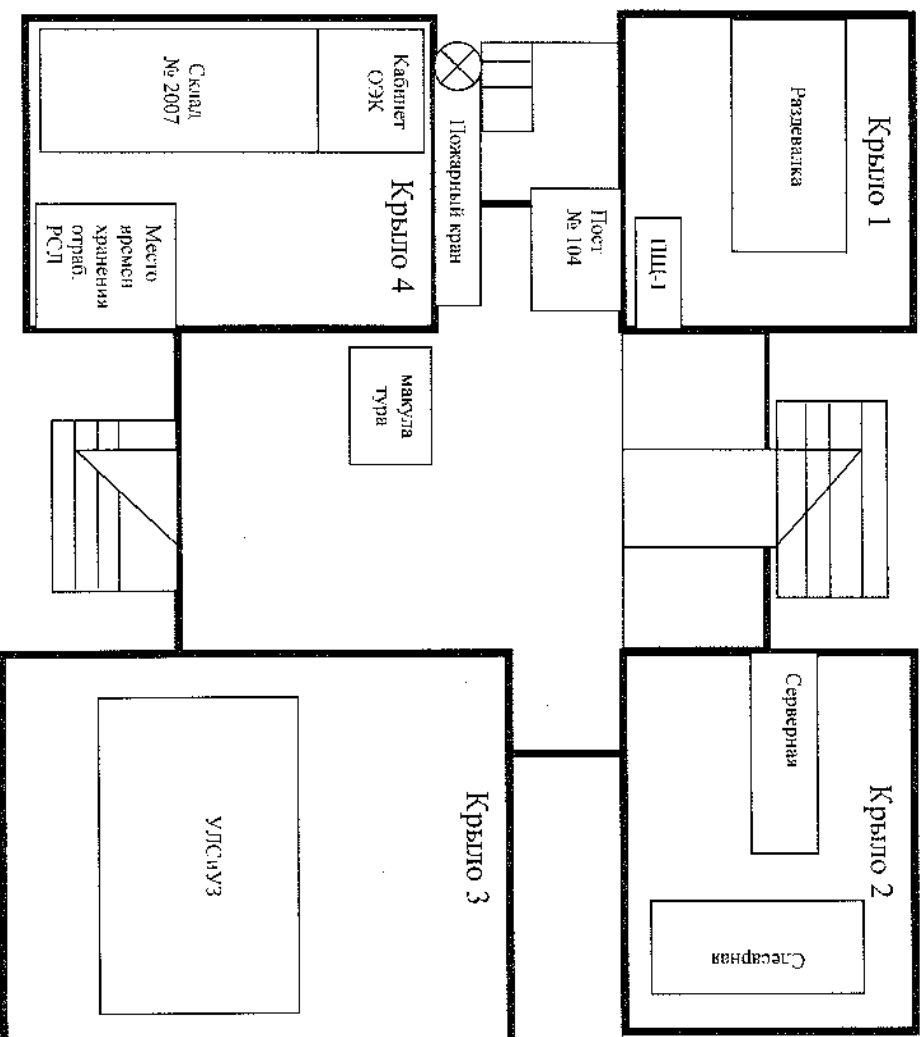 Крыло 1
Раздевалка
ПЩ-1
Пост
№ 104
Пожарный кран
Кабинет
ОЭК
Склад
№ 2007
Крыло 4
Место
времен
хранения
отраб.
РСЛ
макула
тура
Крыло 2
Серверная
Слесарная
Крыло 3
УЛСиУЗ